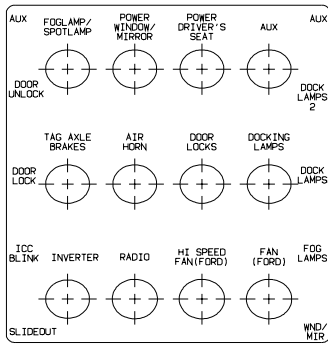 AUX
FOGLAMP/
SPOTLAMP
POWER
WINDOW/
MIRROR
POWER
DRIVER'S
SEAT
AUX
AUX
DOOR
UNLOCK
DOCK
LAMPS
2
TAG AXLE
BRAKES
AIR
HORN
DOOR
LOCKS
DOCKING
LAMPS
DOOR
LOCK
DOCK
LAMPS
ICC
BLINK
INVERTER
RADIO
HI SPEED
FAN(FORD)
FAN
(FORD)
FOG
LAMPS
SLIDEOUT
WND/
MIR